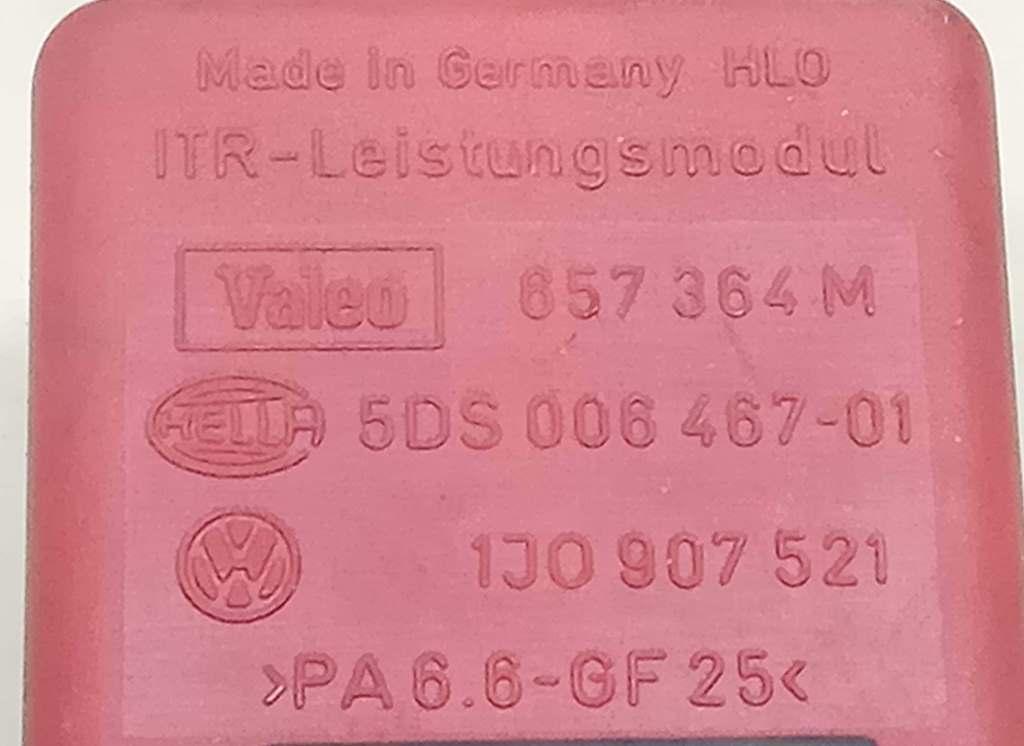 Made in Germany HLO
ITR-Leistungsmodul
Valeo 657 364 M
HELLA 5DS 006 467-01
VW 1J0 907 521
>PA 6.6-GF 25<